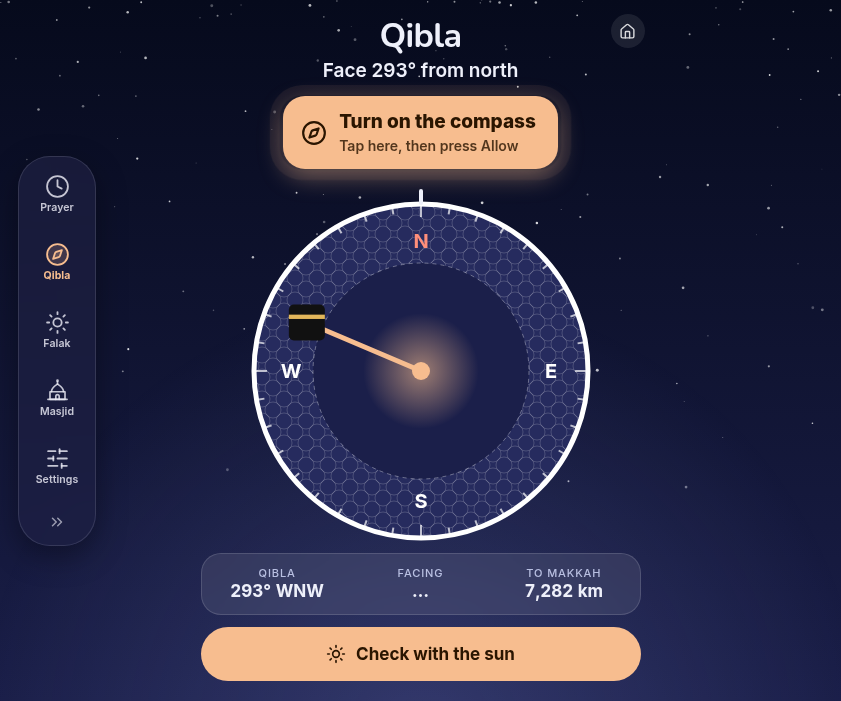 Qibla
Face 293° from north
Turn on the compass
Tap here, then press Allow
Prayer
Qibla
Falak
Masjid
Settings
N
W
E
S
QIBLA
293° WNW
FACING
...
TO MAKKAH
7,282 km
Check with the sun